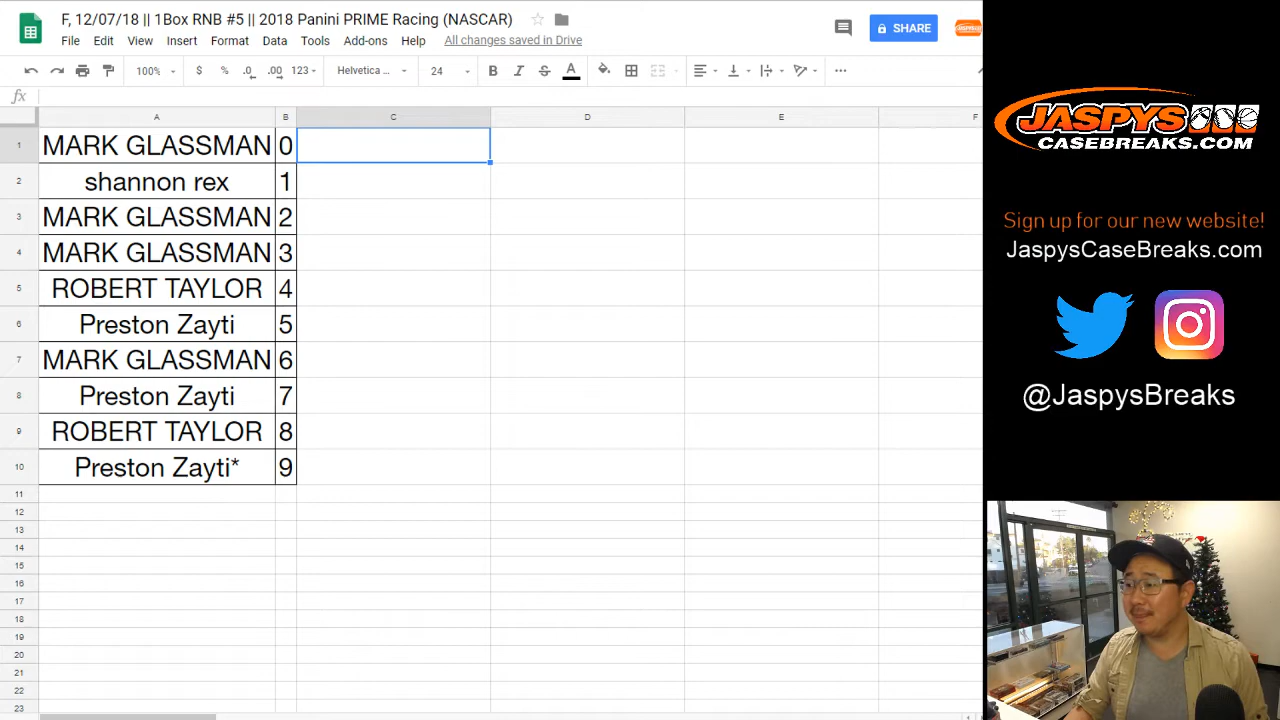 F, 12/07/18 || 1Box RNB #5 || 2018 Panini PRIME Racing (NASCAR)
File Edit View Insert Format Data Tools Add-ons Help All changes saved in Drive
SHARE
100% $ % .0 .00 123 Helvetica ... 24 B I S A
fx
A B C D E F
1 MARK GLASSMAN 0
2 shannon rex 1
3 MARK GLASSMAN 2
4 MARK GLASSMAN 3
5 ROBERT TAYLOR 4
6 Preston Zayti 5
7 MARK GLASSMAN 6
8 Preston Zayti 7
9 ROBERT TAYLOR 8
10 Preston Zayti* 9
11
12
13
14
15
16
17
18
19
20
21
22
23
JASPYS
CASEBREAKS.COM
Sign up for our new website!
JaspysCaseBreaks.com
@JaspysBreaks